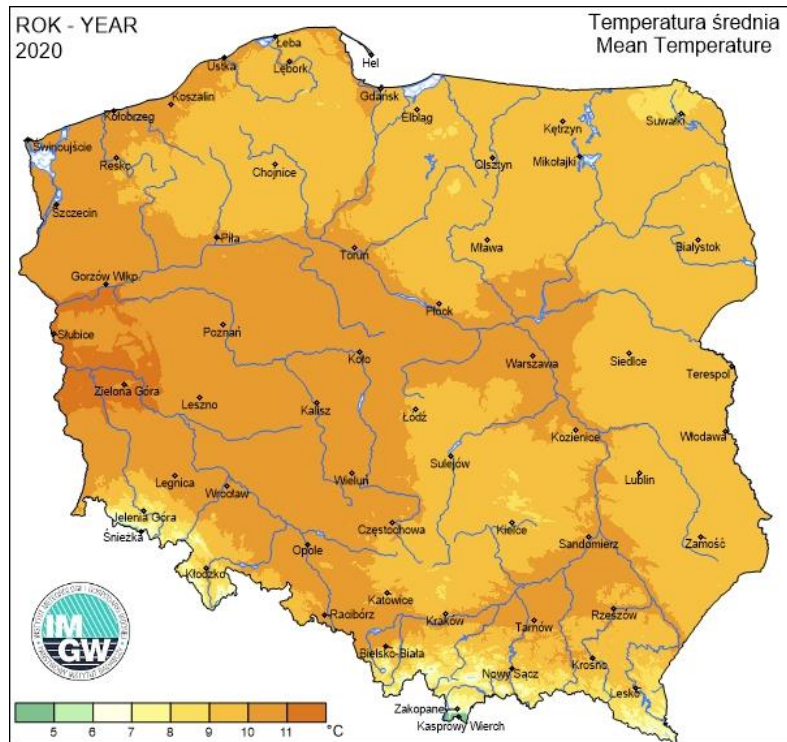 ROK - YEAR
2020
Temperatura średnia
Mean Temperature
Łeba
Hel
Ustka
Lębork
Gdańsk
Koszalin
Elbląg
Kołobrzeg
Kętrzyn
Suwałki
Świnoujście
Resko
Chojnice
Olsztyn
Mikołajki
Szczecin
Piła
Toruń
Mława
Białystok
Gorzów Wlkp.
Płock
Słubice
Poznań
Koło
Warszawa
Siedlce
Terespol
Zielona Góra
Leszno
Kalisz
Łódź
Kozienice
Włodawa
Sulejów
Legnica
Wrocław
Wieluń
Lublin
Jelenia Góra
Śnieżka
Częstochowa
Kielce
Sandomierz
Zamość
Opole
Kłodzko
Katowice
Racibórz
Kraków
Tarnów
Rzeszów
Bielsko-Biała
Nowy Sącz
Krosno
Lesko
Zakopane
Kasprowy Wierch
IM
GW
5 6 7 8 9 10 11 °C